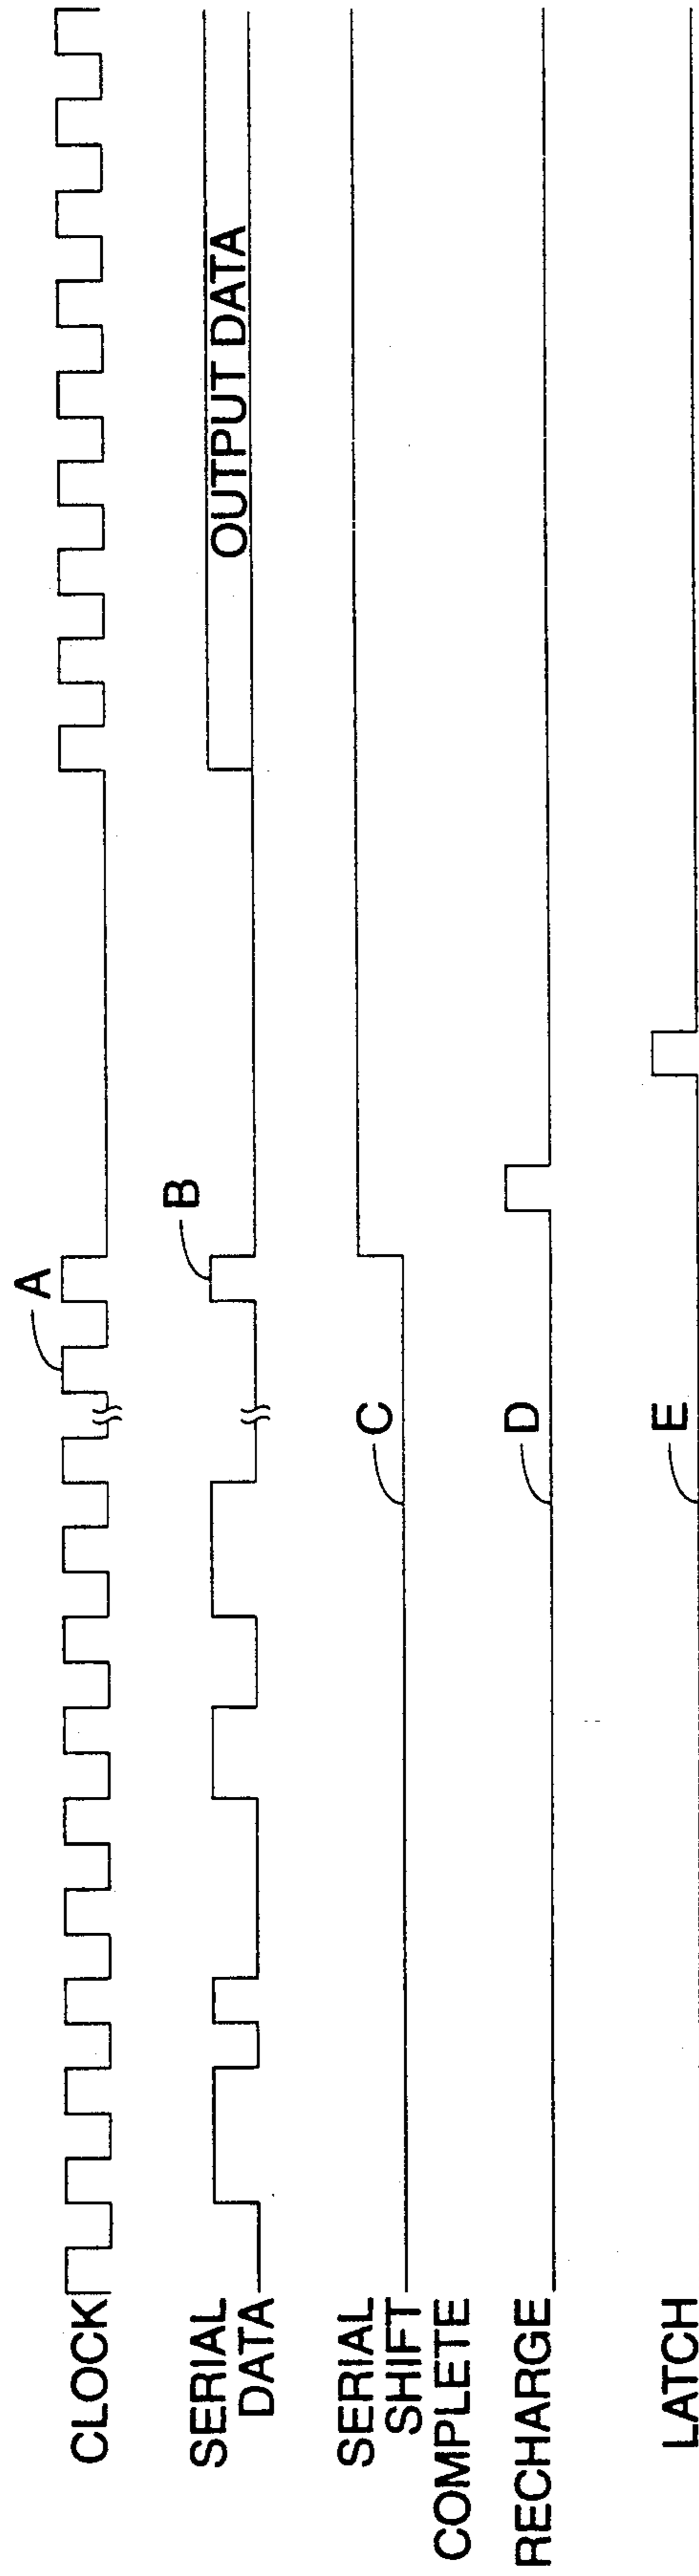 CLOCK
A
SERIAL
DATA
B
OUTPUT DATA
SERIAL
SHIFT
COMPLETE
C
RECHARGE
D
LATCH
E